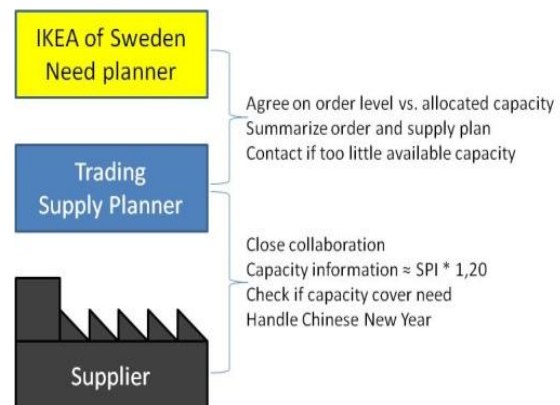 IKEA of Sweden
Need planner
Agree on order level vs. allocated capacity
Summarize order and supply plan
Contact if too little available capacity
Trading
Supply Planner
Close collaboration
Capacity information ≈ SPI * 1,20
Check if capacity cover need
Handle Chinese New Year
Supplier